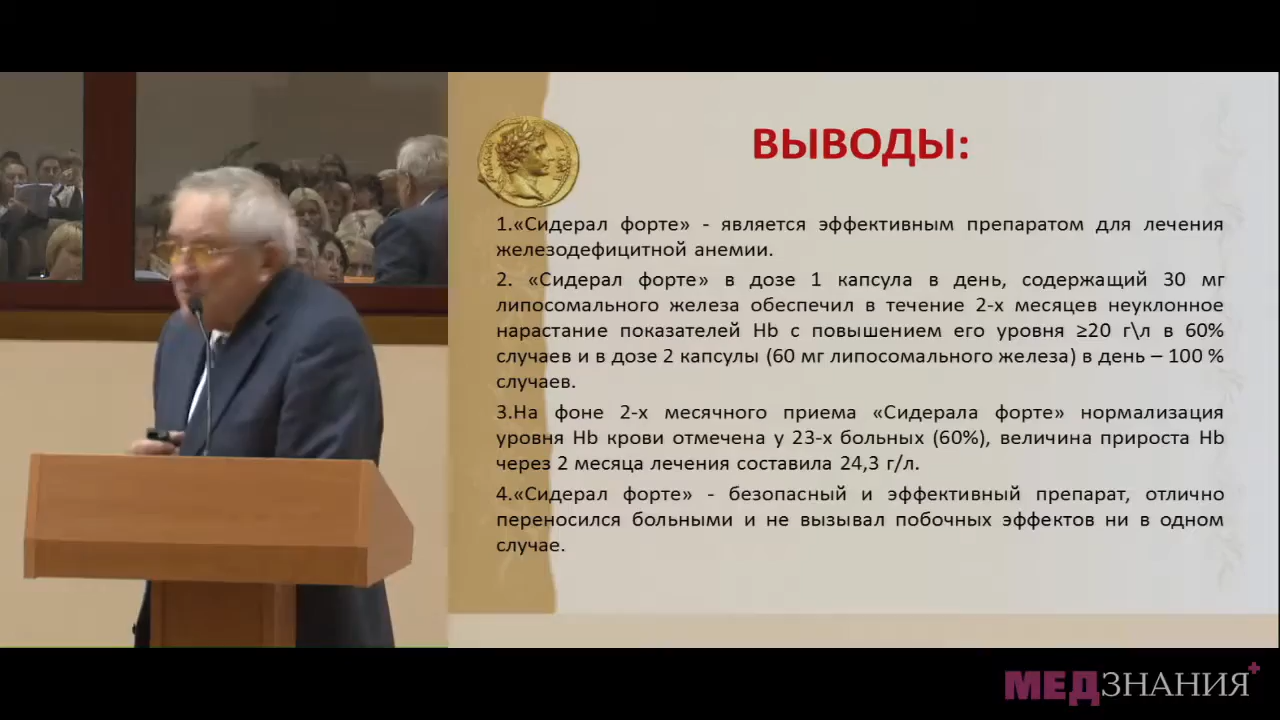 ВЫВОДЫ:
1.«Сидерал форте» - является эффективным препаратом для лечения
железодефицитной анемии.
2. «Сидерал форте» в дозе 1 капсула в день, содержащий 30 мг
липосомального железа обеспечил в течение 2-х месяцев неуклонное
нарастание показателей Hb с повышением его уровня ≥20 г\л в 60%
случаев и в дозе 2 капсулы (60 мг липосомального железа) в день – 100 %
случаев.
3.На фоне 2-х месячного приема «Сидерала форте» нормализация
уровня Hb крови отмечена у 23-х больных (60%), величина прироста Hb
через 2 месяца лечения составила 24,3 г/л.
4.«Сидерал форте» - безопасный и эффективный препарат, отлично
переносился больными и не вызывал побочных эффектов ни в одном
случае.
МЕДЗНАНИЯ+